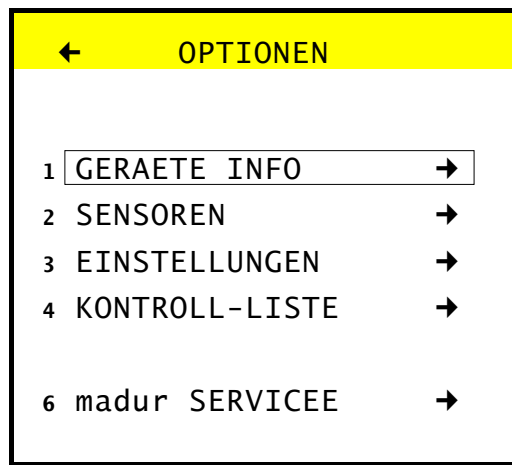 ← OPTIONEN
1 GERAETE INFO →
2 SENSOREN →
3 EINSTELLUNGEN →
4 KONTROLL-LISTE →
6 madur SERVICEE →